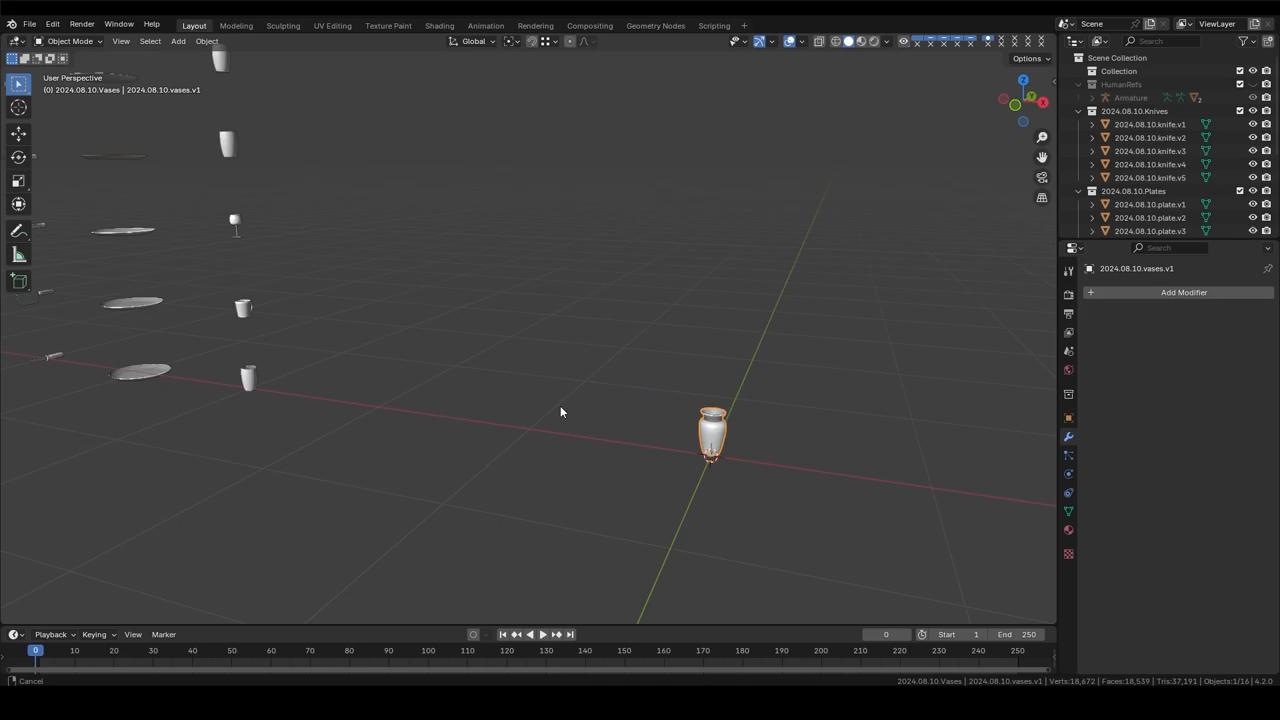 File Edit Render Window Help Layout Modeling Sculpting UV Editing Texture Paint Shading Animation Rendering Compositing Geometry Nodes Scripting + Scene ViewLayer
Object Mode View Select Add Object Global Search
Options
User Perspective
(0) 2024.08.10.Vases | 2024.08.10.vases.v1
Scene Collection
Collection
HumanRefs
Armature 2
2024.08.10.Knives
2024.08.10.knife.v1
2024.08.10.knife.v2
2024.08.10.knife.v3
2024.08.10.knife.v4
2024.08.10.knife.v5
2024.08.10.Plates
2024.08.10.plate.v1
2024.08.10.plate.v2
2024.08.10.plate.v3
Z
Y
X
Search
2024.08.10.vases.v1
+ Add Modifier
Playback Keying View Marker 0 Start 1 End 250
0 10 20 30 40 50 60 70 80 90 100 110 120 130 140 150 160 170 180 190 200 210 220 230 240 250
Cancel 2024.08.10.Vases | 2024.08.10.vases.v1 | Verts:18,672 | Faces:18,539 | Tris:37,191 | Objects:1/16 | 4.2.0